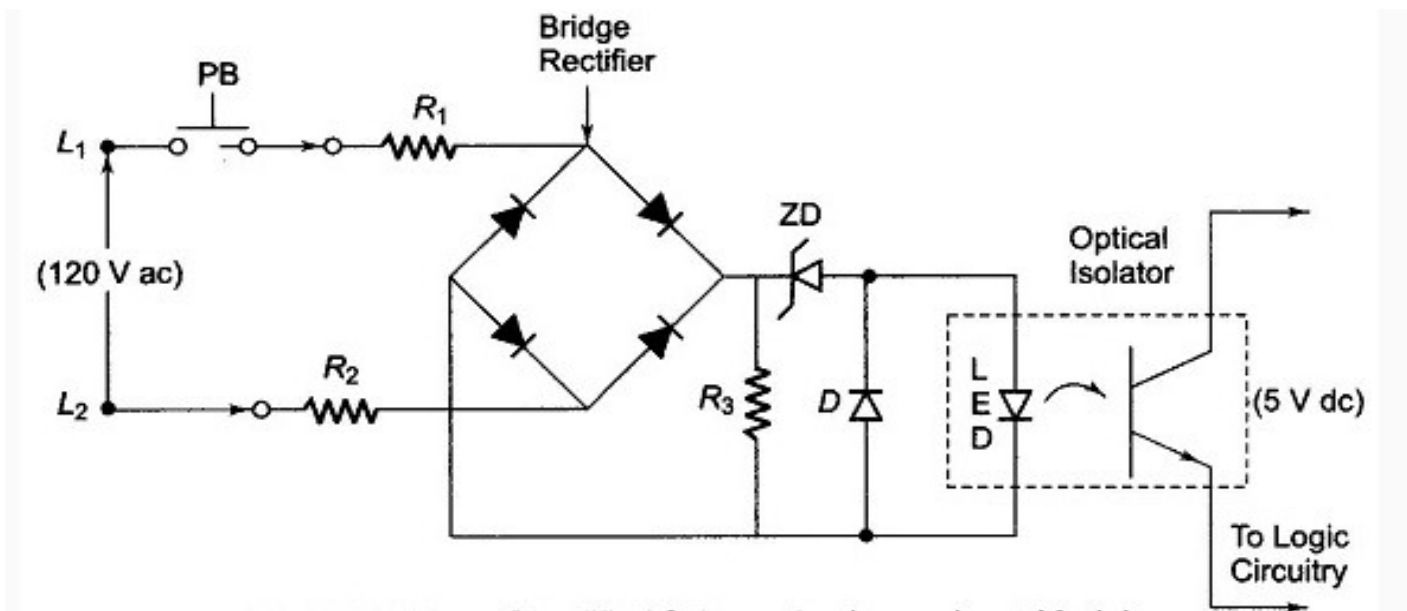 Bridge
Rectifier
PB
R₁
L₁
ZD
Optical
Isolator
(120 V ac)
R₂
L
E
D
R₃
D
(5 V dc)
L₂
To Logic
Circuitry